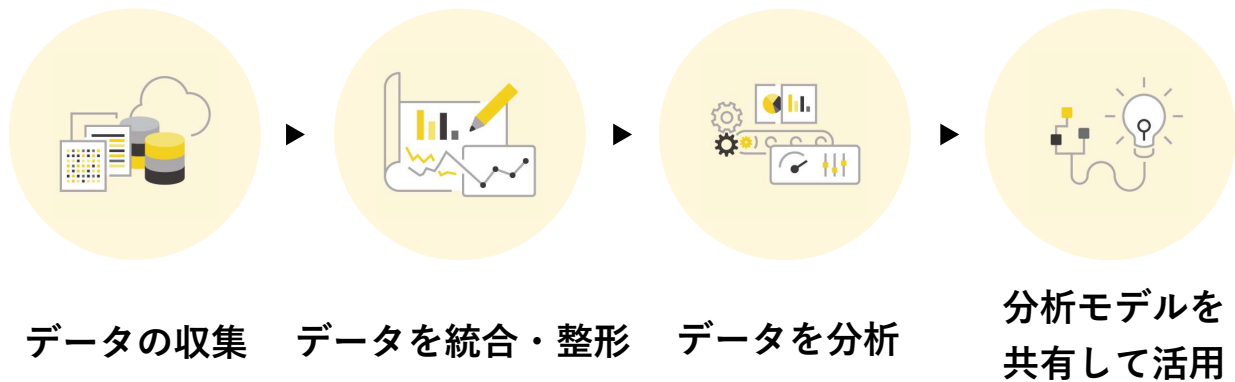 データの収集
データを統合・整形
データを分析
分析モデルを
共有して活用